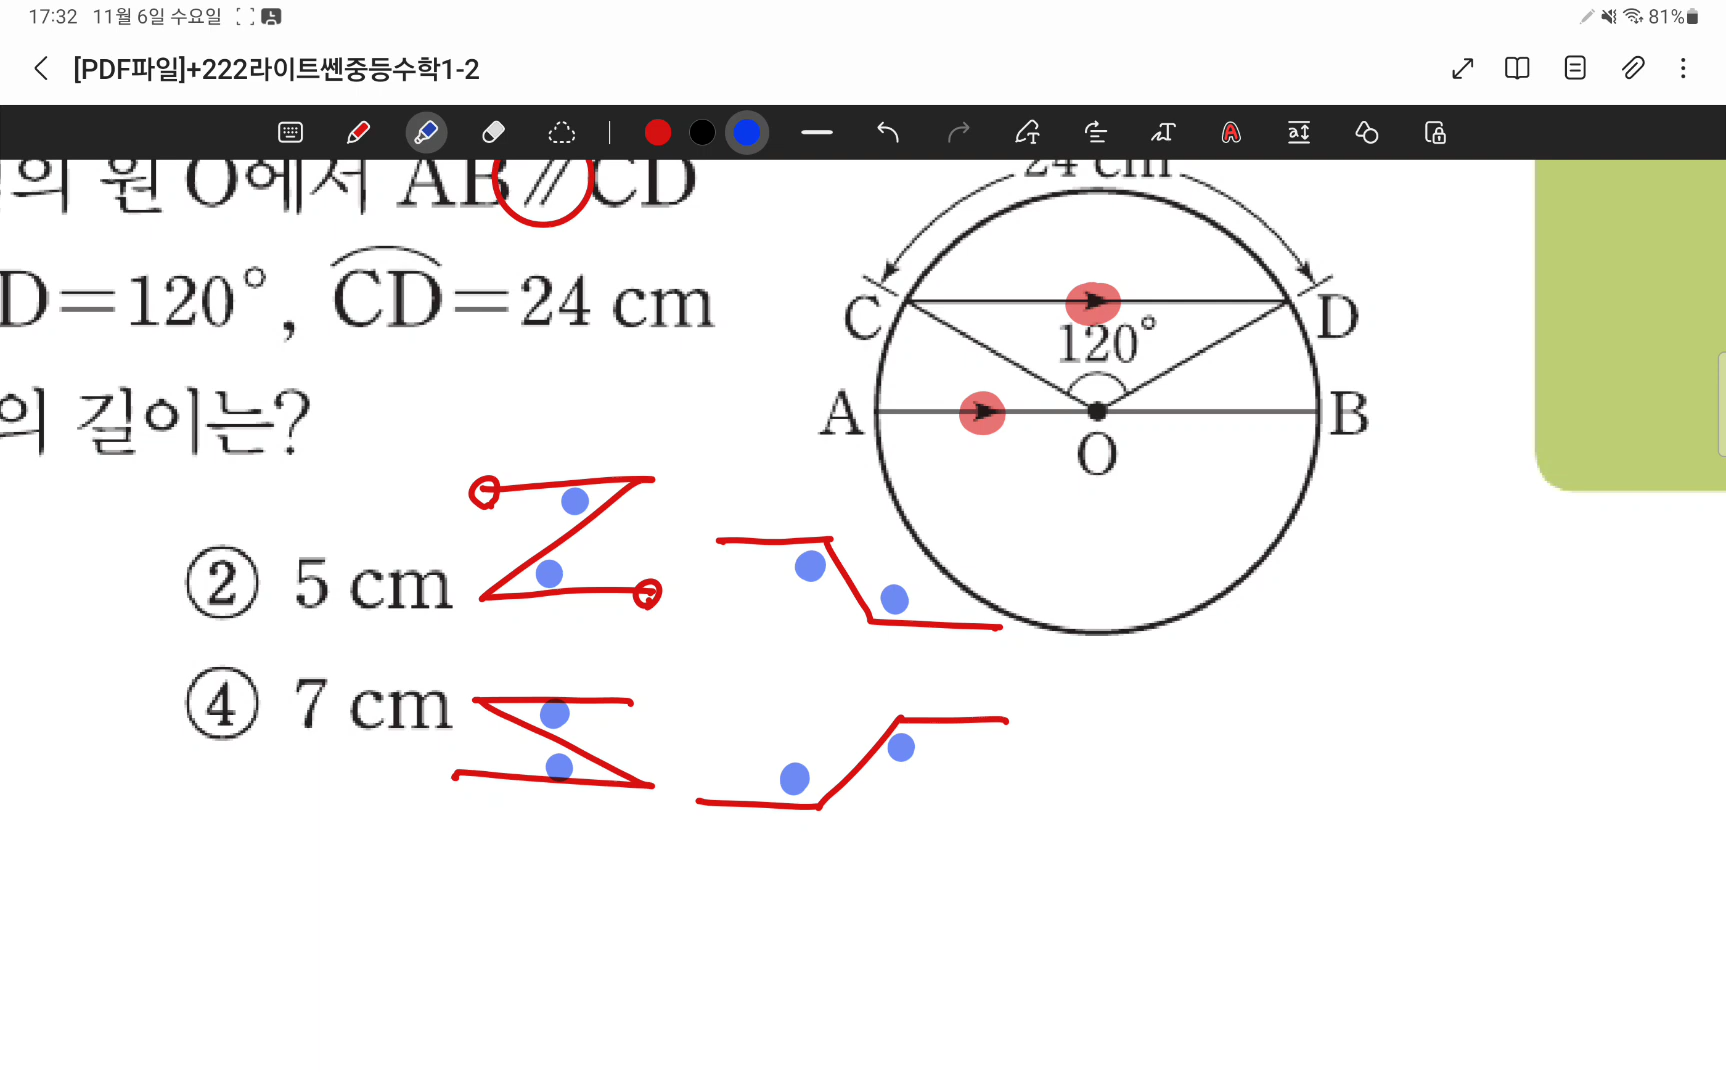 17:32 11월 6일 수요일
81%
[PDF파일]+222라이트쎈중등수학1-2
의 원 O에서 AB//CD
D=120°, CD=24 cm
의 길이는?
② 5 cm
④ 7 cm
24 cm
C
D
120°
A
B
O